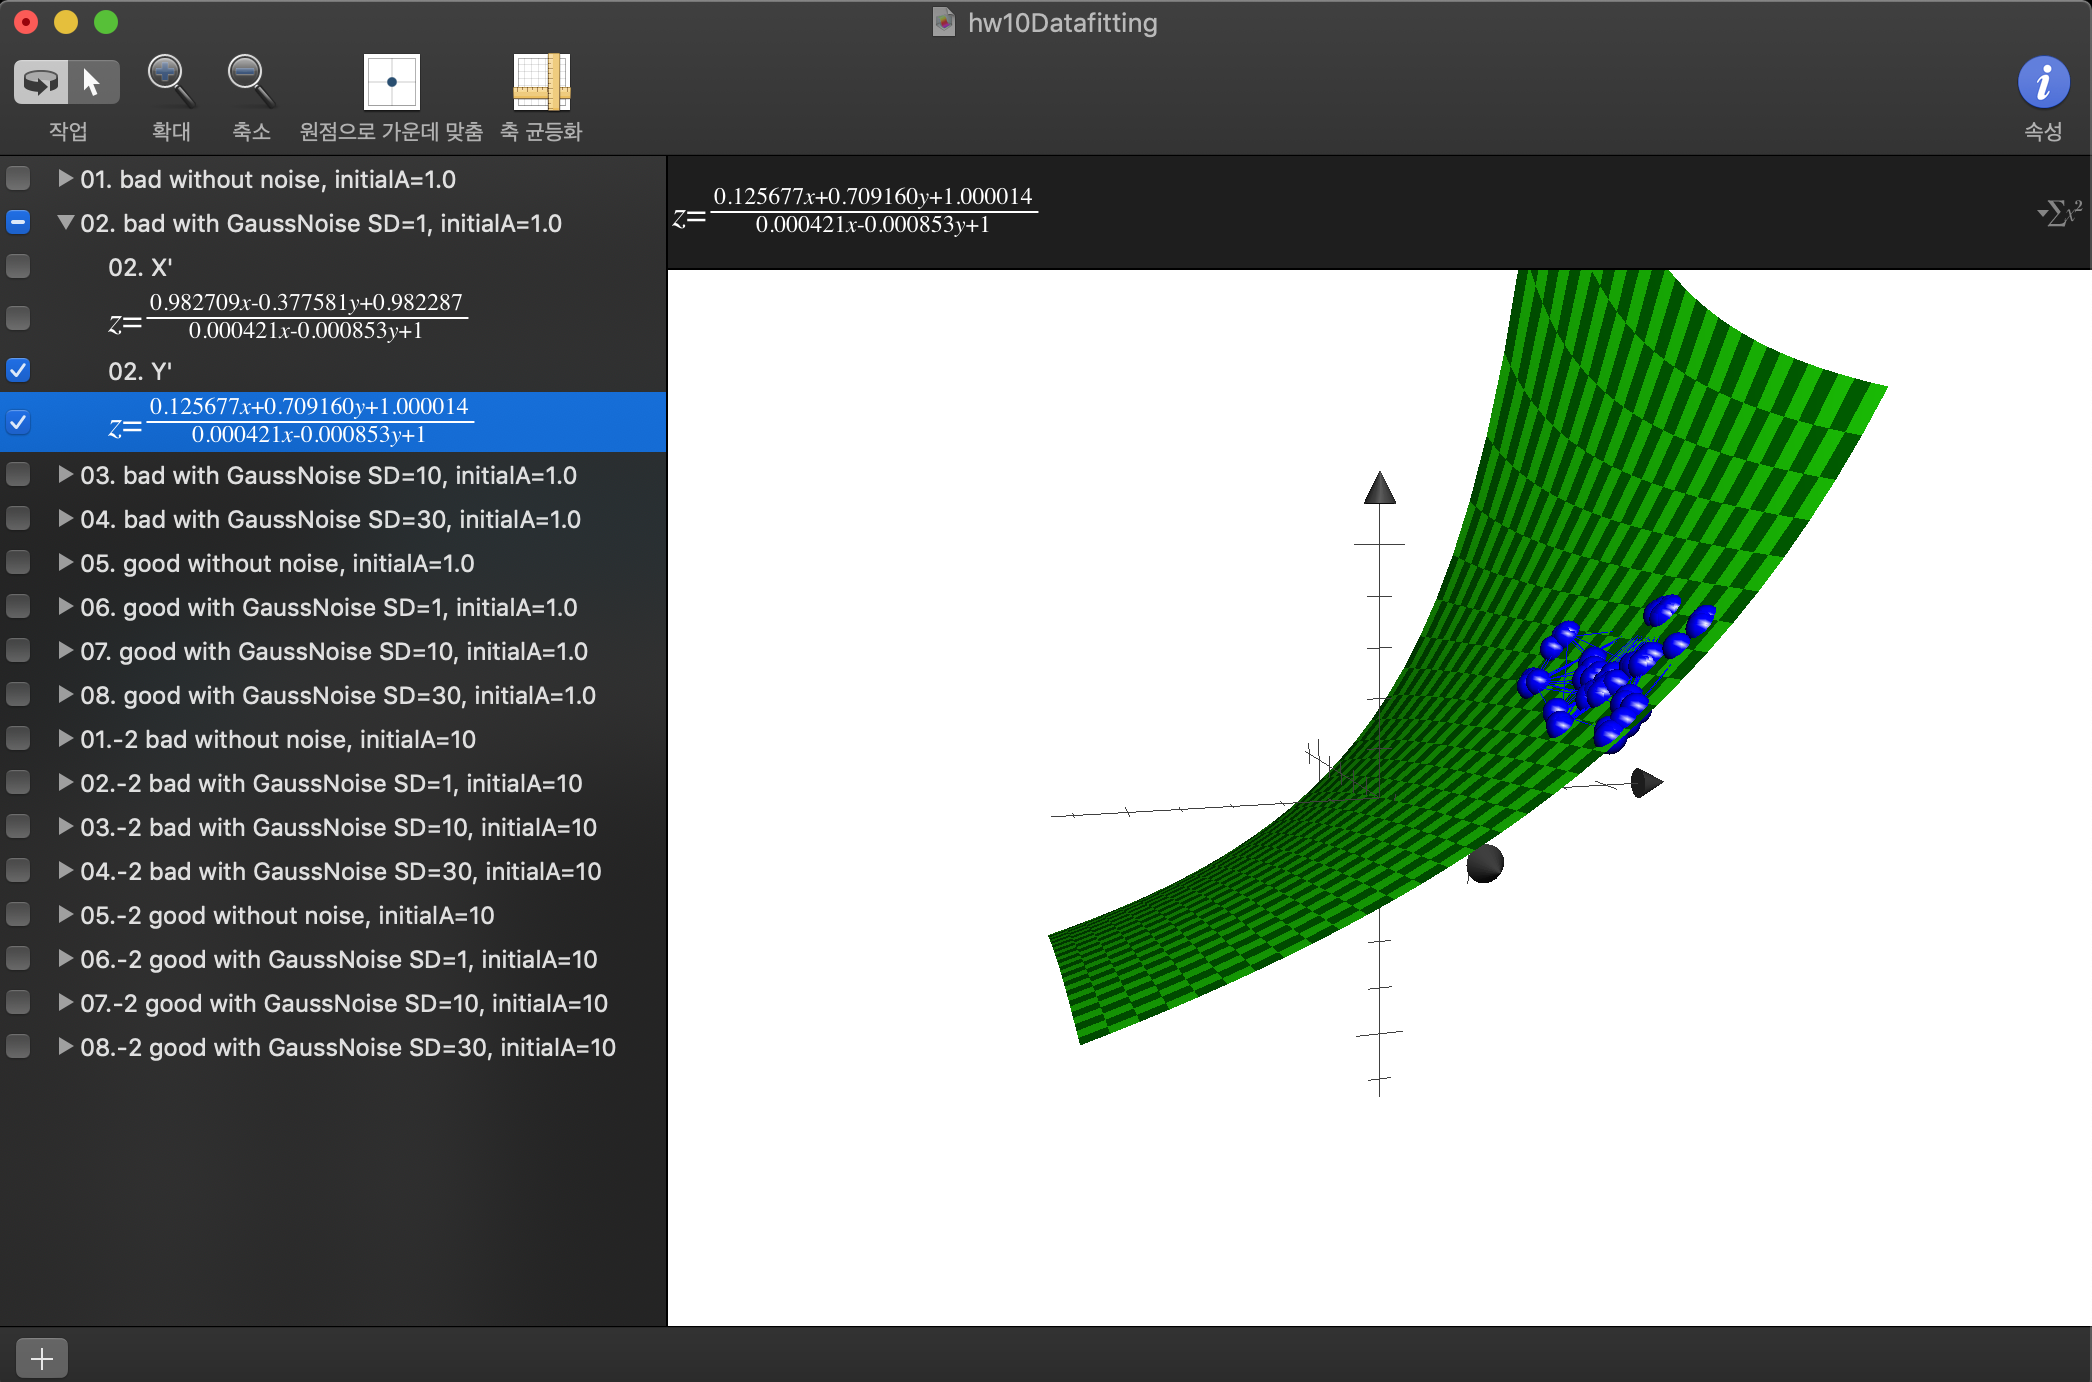 hw10Datafitting
작업 확대 축소 원점으로 가운데 맞춤 축 균등화 속성
01. bad without noise, initialA=1.0
02. bad with GaussNoise SD=1, initialA=1.0
02. X'
z=
0.982709x-0.377581y+0.982287
0.000421x-0.000853y+1
02. Y'
z=
0.125677x+0.709160y+1.000014
0.000421x-0.000853y+1
03. bad with GaussNoise SD=10, initialA=1.0
04. bad with GaussNoise SD=30, initialA=1.0
05. good without noise, initialA=1.0
06. good with GaussNoise SD=1, initialA=1.0
07. good with GaussNoise SD=10, initialA=1.0
08. good with GaussNoise SD=30, initialA=1.0
01.-2 bad without noise, initialA=10
02.-2 bad with GaussNoise SD=1, initialA=10
03.-2 bad with GaussNoise SD=10, initialA=10
04.-2 bad with GaussNoise SD=30, initialA=10
05.-2 good without noise, initialA=10
06.-2 good with GaussNoise SD=1, initialA=10
07.-2 good with GaussNoise SD=10, initialA=10
08.-2 good with GaussNoise SD=30, initialA=10
z=
0.125677x+0.709160y+1.000014
0.000421x-0.000853y+1
∑x²